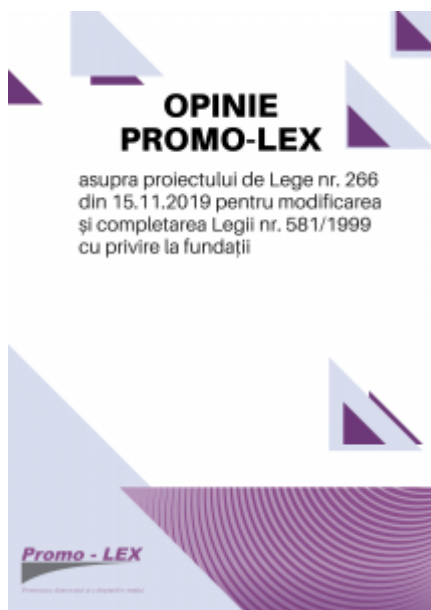 OPINIE
PROMO-LEX
asupra proiectului de Lege nr. 266
din 15.11.2019 pentru modificarea
și completarea Legii nr. 581/1999
cu privire la fundații
Promo - LEX